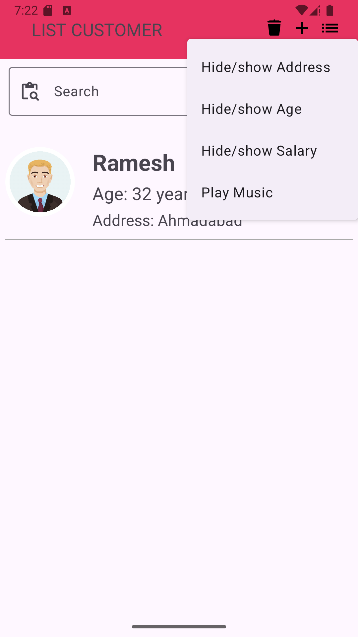 7:22
LIST CUSTOMER
Hide/show Address
Search
Hide/show Age
Hide/show Salary
Ramesh
Play Music
Age: 32 year
Address: Ahmadabad